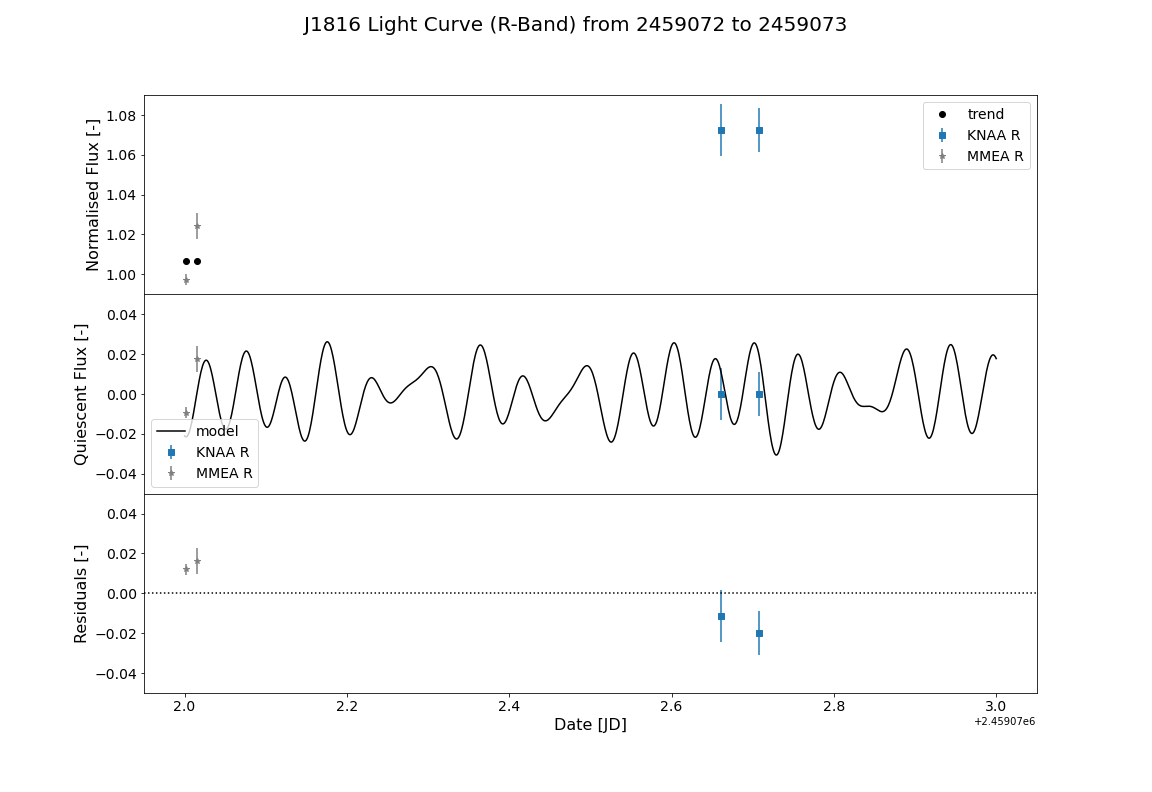 J1816 Light Curve (R-Band) from 2459072 to 2459073
Normalised Flux [-]
1.08
1.06
1.04
1.02
1.00
trend
KNAA R
MMEA R
Quiescent Flux [-]
0.04
0.02
0.00
−0.02
−0.04
model
KNAA R
MMEA R
Residuals [-]
0.04
0.02
0.00
−0.02
−0.04
2.0 2.2 2.4 2.6 2.8 3.0
Date [JD]
+2.45907e6